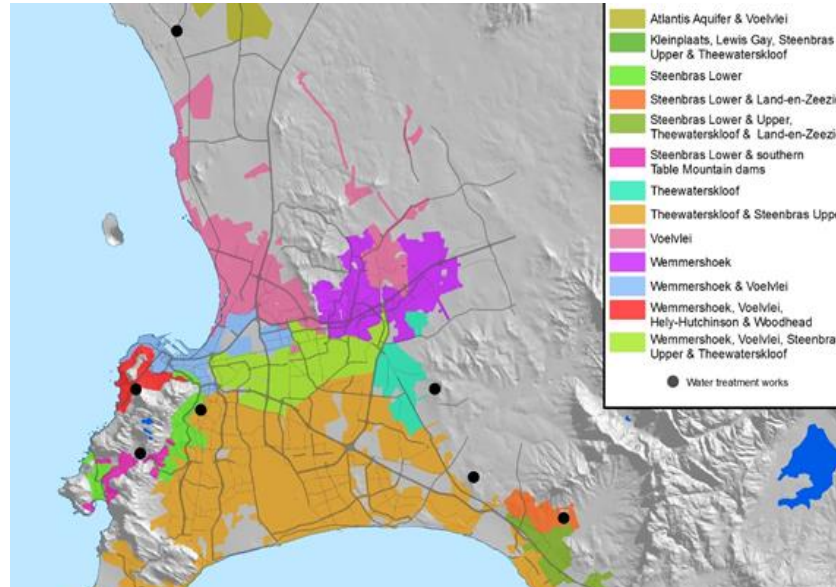 Atlantis Aquifer & Voelvlei
Kleinplaats, Lewis Gay, Steenbras
Upper & Theewaterskloof
Steenbras Lower
Steenbras Lower & Land-en-Zeezi
Steenbras Lower & Upper,
Theewaterskloof & Land-en-Zeezi
Steenbras Lower & southern
Table Mountain dams
Theewaterskloof
Theewaterskloof & Steenbras Uppe
Voelvlei
Wemmershoek
Wemmershoek & Voelvlei
Wemmershoek, Voelvlei,
Hely-Hutchinson & Woodhead
Wemmershoek, Voelvlei, Steenbra
Upper & Theewaterskloof
Water treatment works